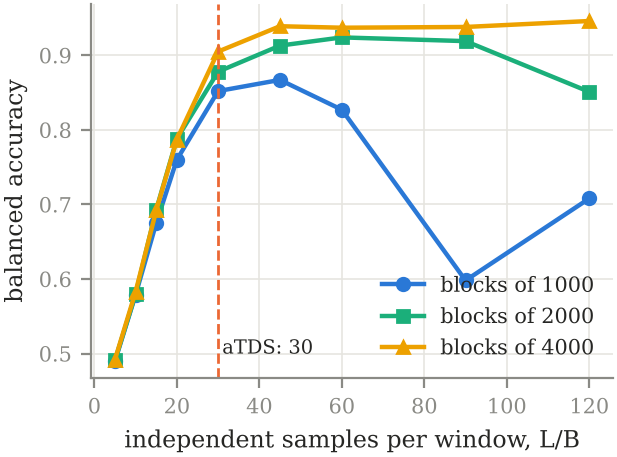 balanced accuracy
0.9
0.8
0.7
0.6
0.5
aTDS: 30
blocks of 1000
blocks of 2000
blocks of 4000
0 20 40 60 80 100 120
independent samples per window, L/B